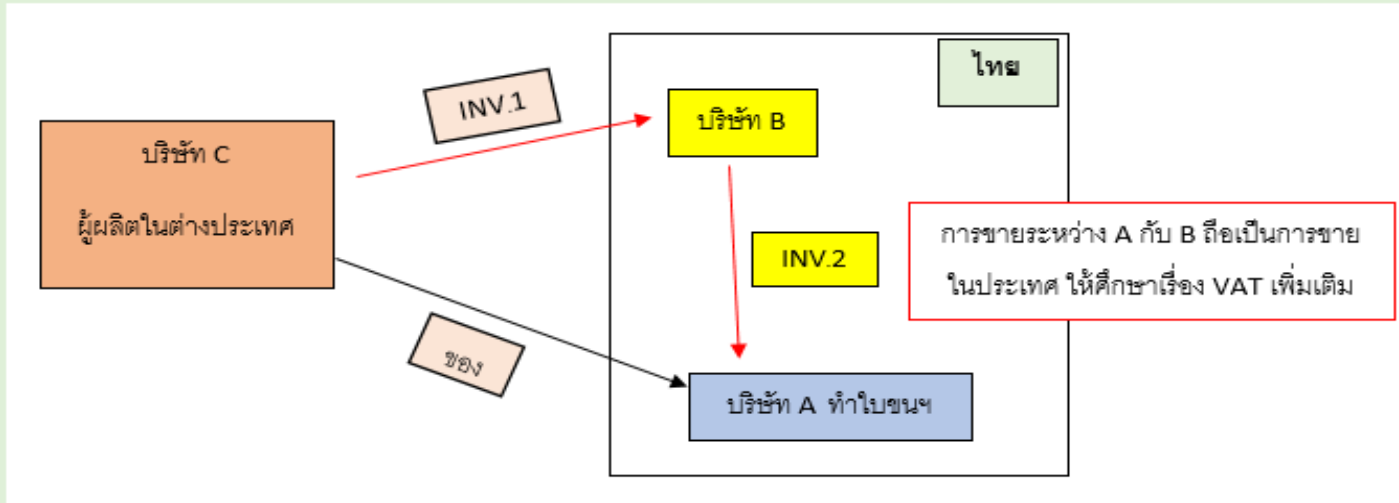 ไทย
INV.1
บริษัท B
บริษัท C
ผู้ผลิตในต่างประเทศ
INV.2
การขายระหว่าง A กับ B ถือเป็นการขาย
ในประเทศ ให้ศึกษาเรื่อง VAT เพิ่มเติม
ของ
บริษัท A ทำใบขนฯ